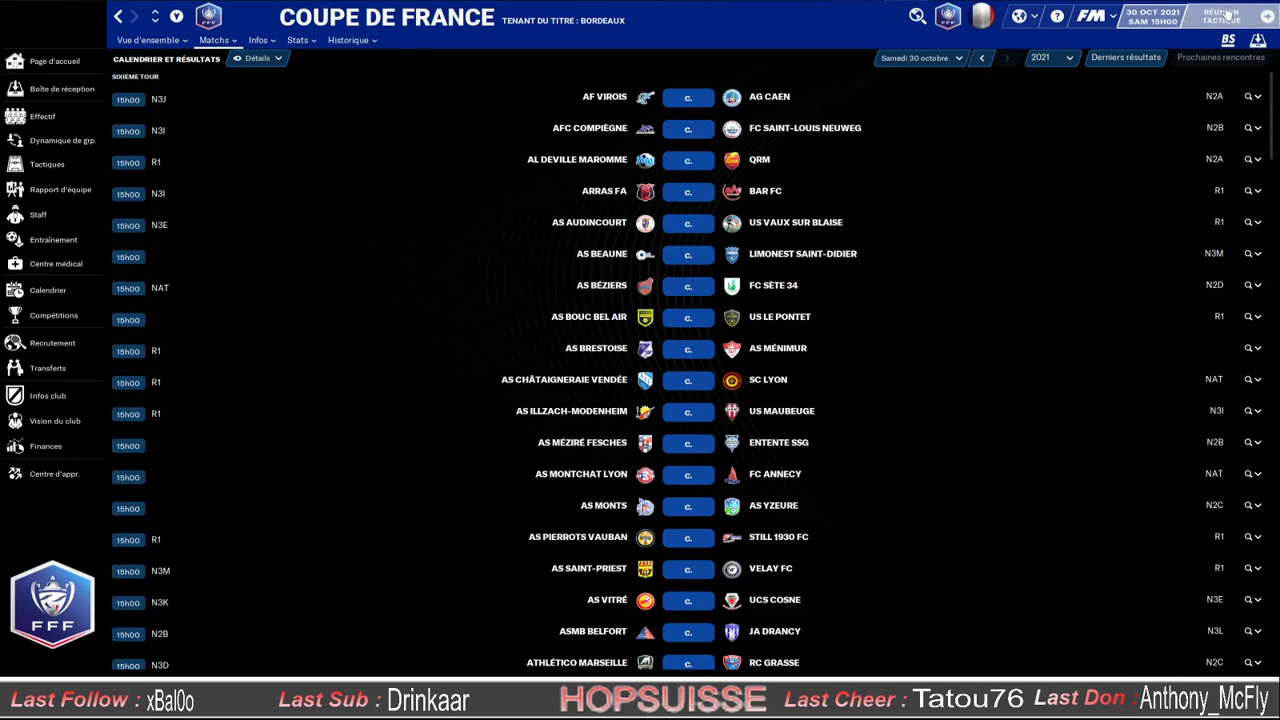 COUPE DE FRANCE TENANT DU TITRE : BORDEAUX
FM 30 OCT 2021 SAM 15H00 RÉUNION TACTIQUE
Vue d'ensemble Matchs Infos Stats Historique BS
Page d'accueil
Boîte de réception
Effectif
Dynamique de grp.
Tactiques
Rapport d'équipe
Staff
Entraînement
Centre médical
Calendrier
Compétitions
Recrutement
Transferts
Infos club
Vision du club
Finances
Centre d'appr.
FFF
CALENDRIER ET RÉSULTATS Détails Samedi 30 octobre 2021 Derniers résultats Prochaines rencontres
SIXIÈME TOUR
15H00 N3J AF VIROIS c. AG CAEN N2A
15H00 N3I AFC COMPIÈGNE c. FC SAINT-LOUIS NEUWEG N2B
15H00 R1 AL DEVILLE MAROMME c. QRM N2A
15H00 N3I ARRAS FA c. BAR FC R1
15H00 N3E AS AUDINCOURT c. US VAUX SUR BLAISE R1
15H00 AS BEAUNE c. LIMONEST SAINT-DIDIER N3M
15H00 NAT AS BÉZIERS c. FC SÈTE 34 N2D
15H00 AS BOUC BEL AIR c. US LE PONTET R1
15H00 R1 AS BRESTOISE c. AS MÉNIMUR
15H00 R1 AS CHÂTAIGNERAIE VENDÉE c. SC LYON NAT
15H00 R1 AS ILLZACH-MODENHEIM c. US MAUBEUGE N3I
15H00 AS MÉZIRÉ FESCHES c. ENTENTE SSG N2B
15H00 AS MONTCHAT LYON c. FC ANNECY NAT
15H00 AS MONTS c. AS YZEURE N2C
15H00 R1 AS PIERROTS VAUBAN c. STILL 1930 FC R1
15H00 N3M AS SAINT-PRIEST c. VELAY FC R1
15H00 N3K AS VITRÉ c. UCS COSNE N3E
15H00 N2B ASMB BELFORT c. JA DRANCY N3L
15H00 N3D ATHLÉTICO MARSEILLE c. RC GRASSE N2C
Last Follow : xBal0o Last Sub : Drinkaar HOPSUISSE Last Cheer : Tatou76 Last Don : Anthony_McFly